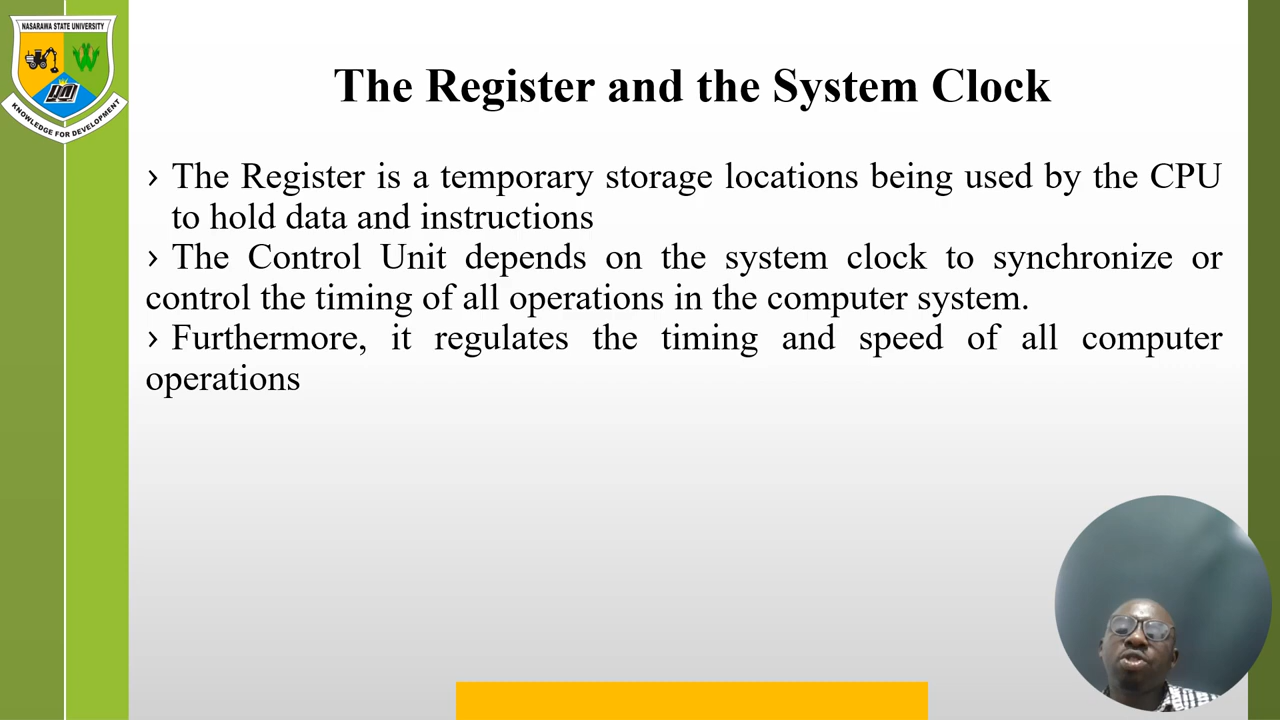 NASARAWA STATE UNIVERSITY
KNOWLEDGE FOR DEVELOPMENT
The Register and the System Clock
› The Register is a temporary storage locations being used by the CPU
to hold data and instructions
› The Control Unit depends on the system clock to synchronize or
control the timing of all operations in the computer system.
› Furthermore, it regulates the timing and speed of all computer
operations